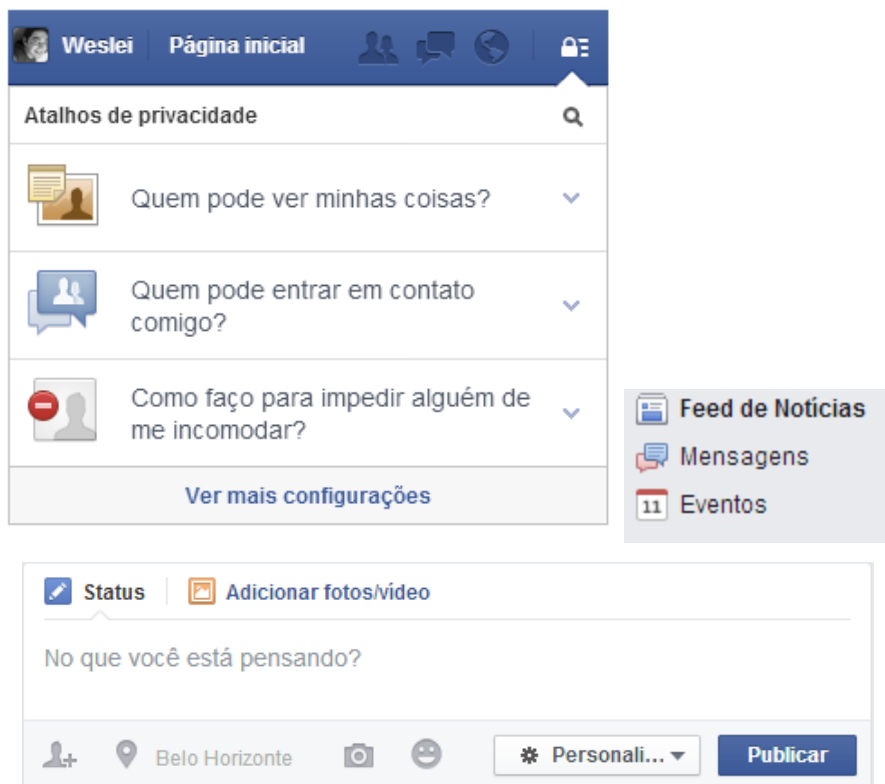 Weslei Página inicial
Atalhos de privacidade
Quem pode ver minhas coisas?
Quem pode entrar em contato
comigo?
Como faço para impedir alguém de
me incomodar?
Ver mais configurações
Feed de Notícias
Mensagens
11 Eventos
Status Adicionar fotos/vídeo
No que você está pensando?
Belo Horizonte Personali... Publicar